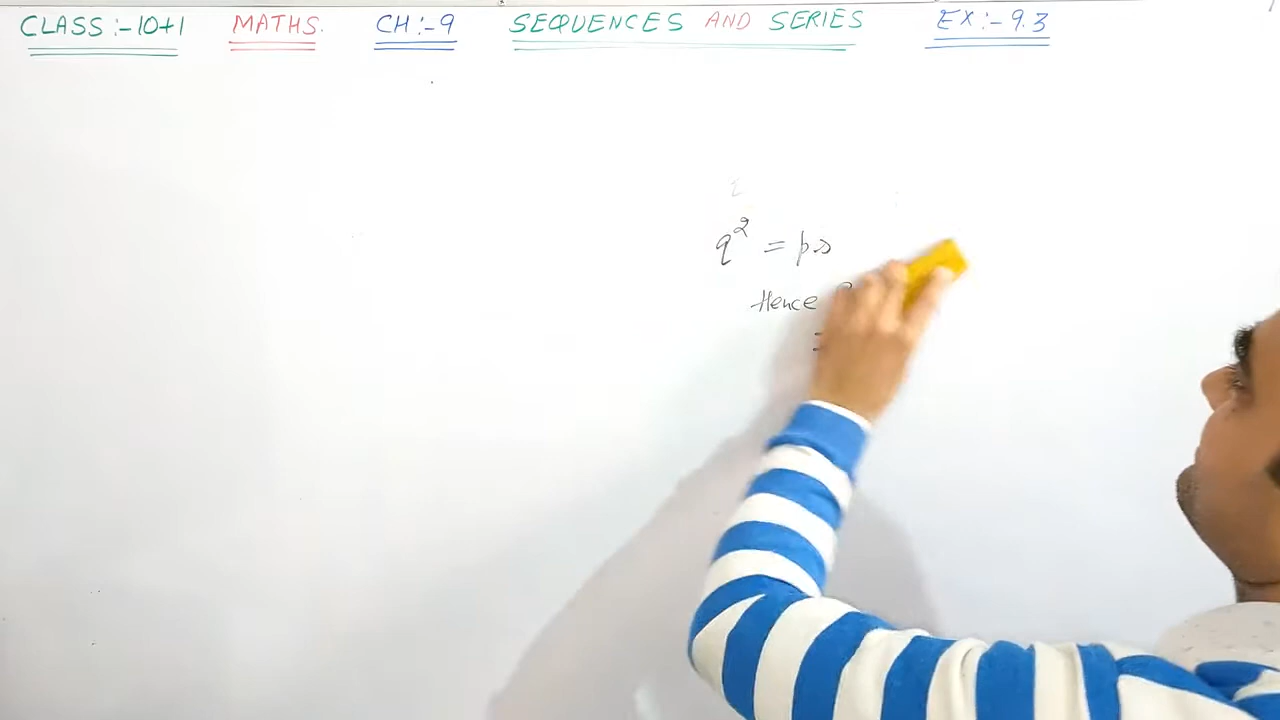 CLASS :- 10+1 MATHS. CH:-9 SEQUENCES AND SERIES EX:- 9.3
q² = ps
Hence